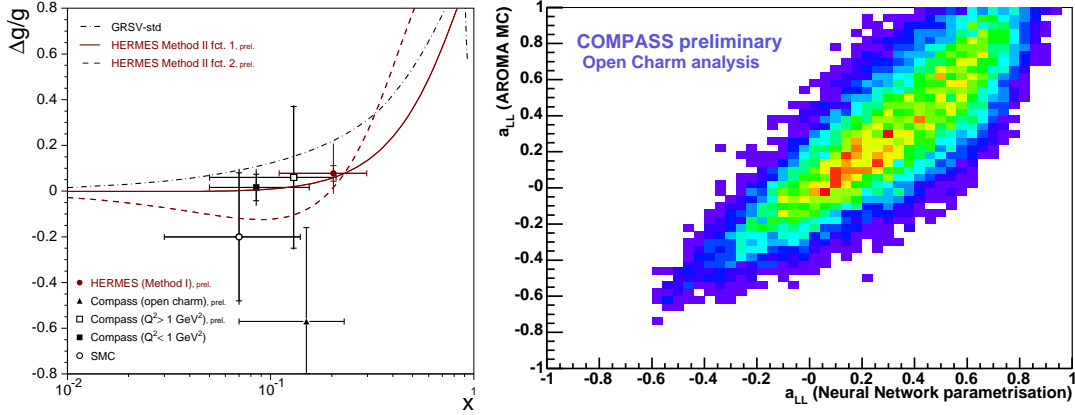 Δg/g
0.8
0.6
0.4
0.2
0
-0.2
-0.4
-0.6
-0.8
GRSV-std
HERMES Method II fct. 1, prel.
HERMES Method II fct. 2, prel.
HERMES (Method I), prel.
Compass (open charm), prel.
Compass (Q²> 1 GeV²), prel.
Compass (Q²< 1 GeV²)
SMC
10⁻² 10⁻¹ 1
x
a_LL (AROMA MC)
1
0.8
0.6
0.4
0.2
-0
-0.2
-0.4
-0.6
-0.8
-1
COMPASS preliminary
Open Charm analysis
-1 -0.8 -0.6 -0.4 -0.2 -0 0.2 0.4 0.6 0.8 1
a_LL (Neural Network parametrisation)